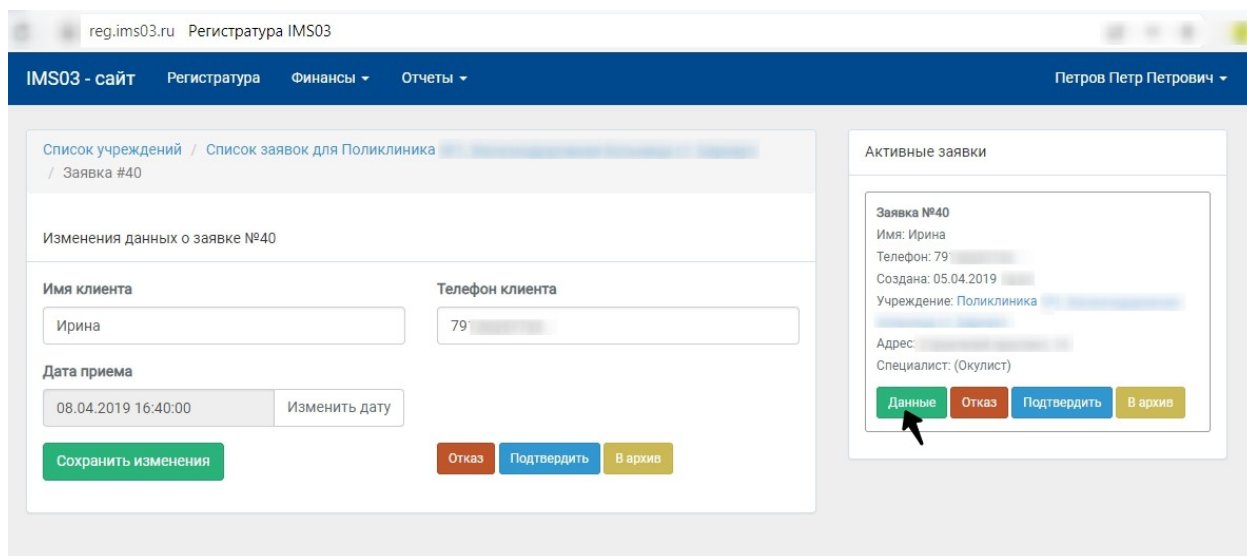 reg.ims03.ru Регистратура IMS03
IMS03 - сайт Регистратура Финансы Отчеты Петров Петр Петрович
Список учреждений / Список заявок для Поликлиника
/ Заявка #40
Изменения данных о заявке №40
Имя клиента Телефон клиента
Ирина 79
Дата приема
08.04.2019 16:40:00 Изменить дату
Сохранить изменения Отказ Подтвердить В архив
Активные заявки
Заявка №40
Имя: Ирина
Телефон: 79
Создана: 05.04.2019
Учреждение: Поликлиника
Адрес:
Специалист: (Окулист)
Данные Отказ Подтвердить В архив